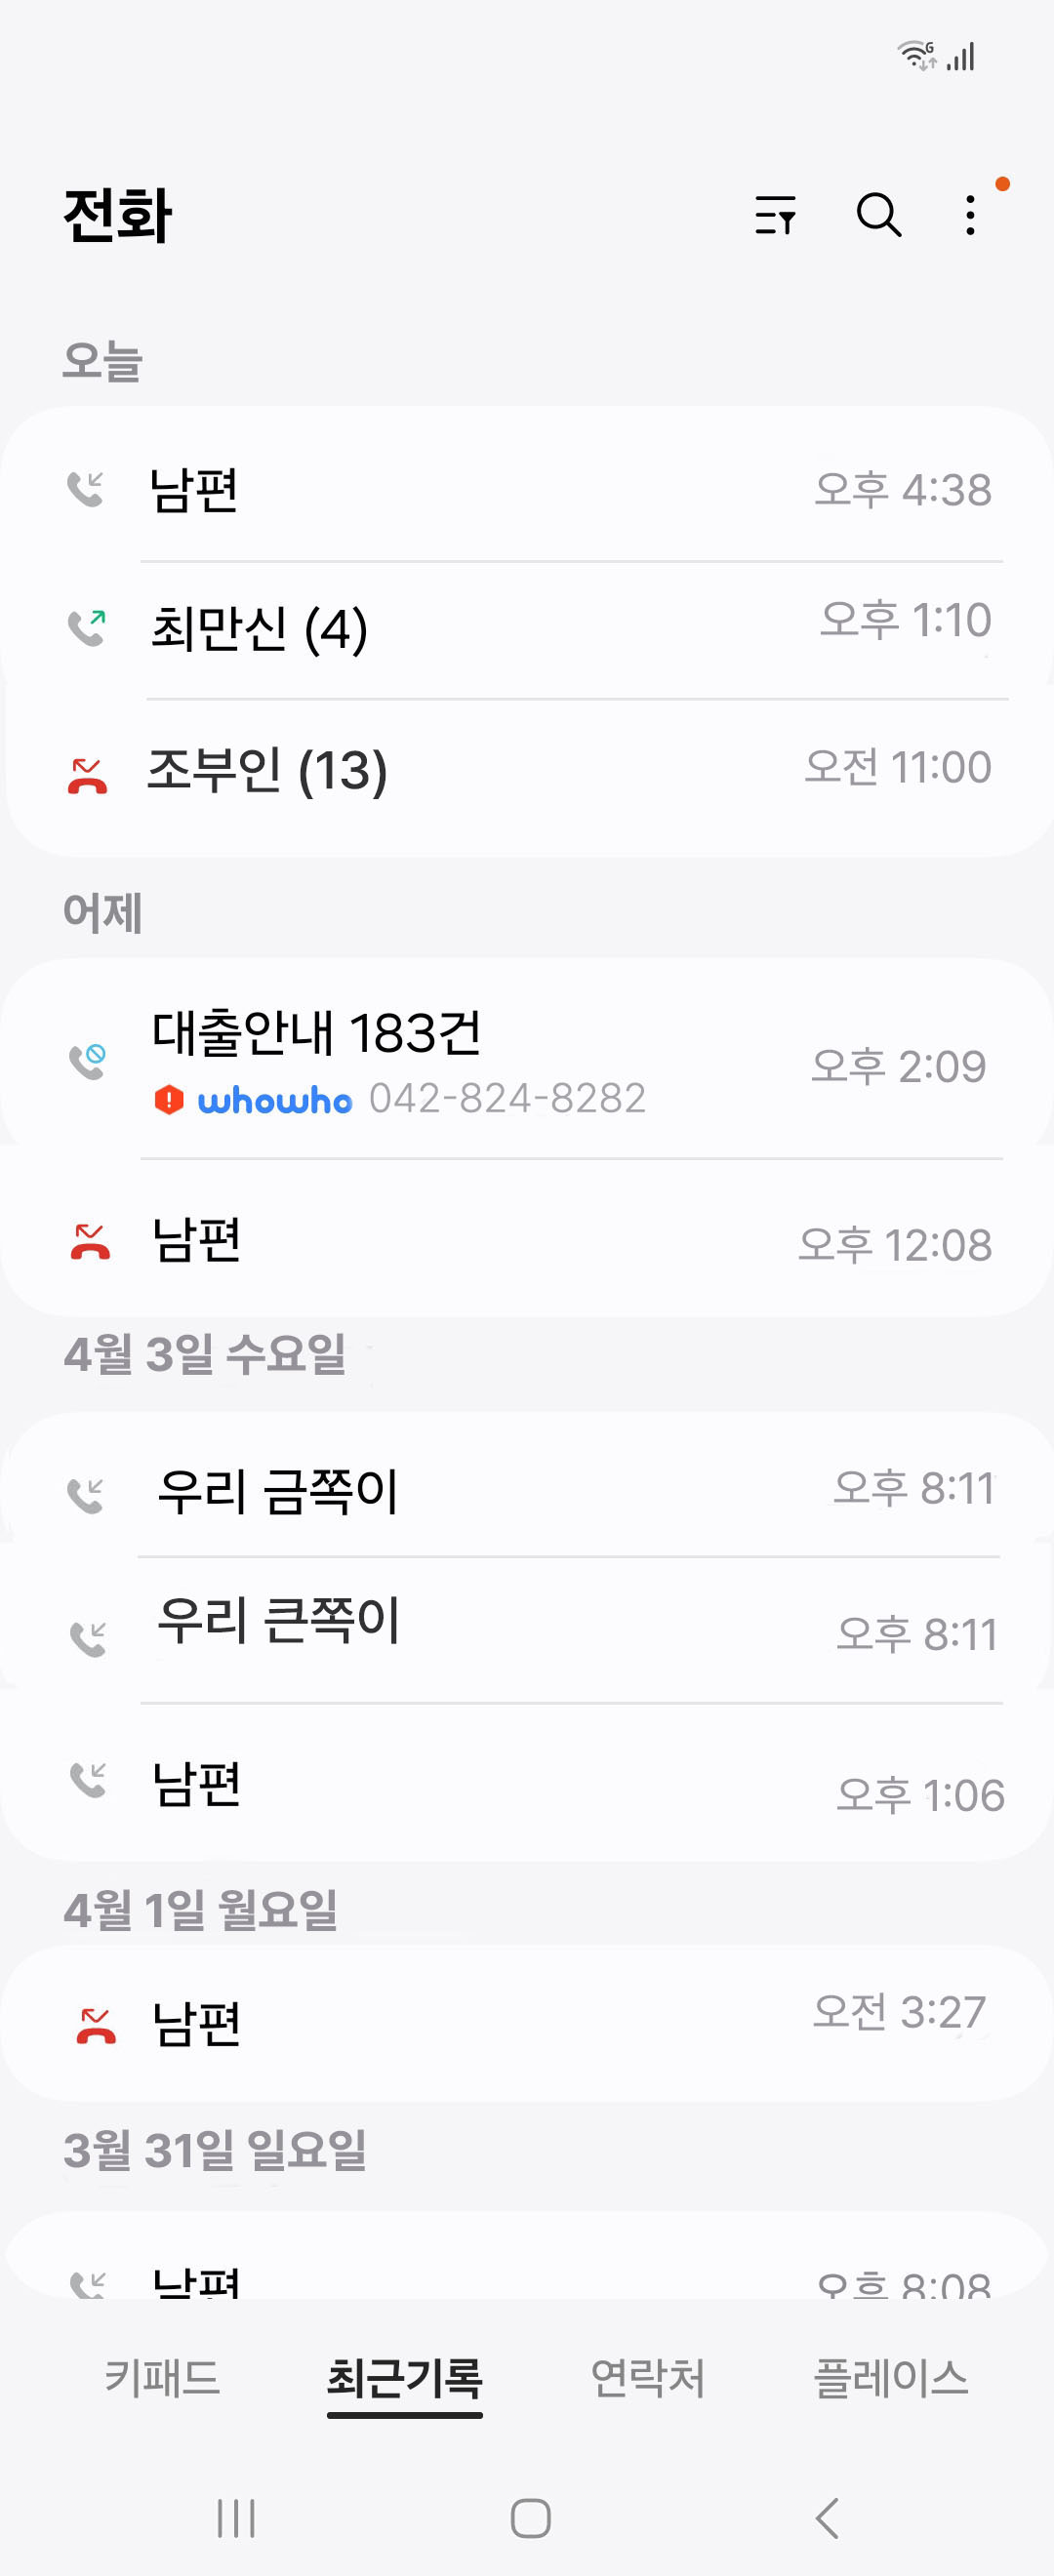 전화
오늘
남편 오후 4:38
최만신 (4) 오후 1:10
조부인 (13) 오전 11:00
어제
대출안내 183건
whowho 042-824-8282 오후 2:09
남편 오후 12:08
4월 3일 수요일
우리 금쪽이 오후 8:11
우리 큰쪽이 오후 8:11
남편 오후 1:06
4월 1일 월요일
남편 오전 3:27
3월 31일 일요일
남편 오후 8:08
키패드 최근기록 연락처 플레이스